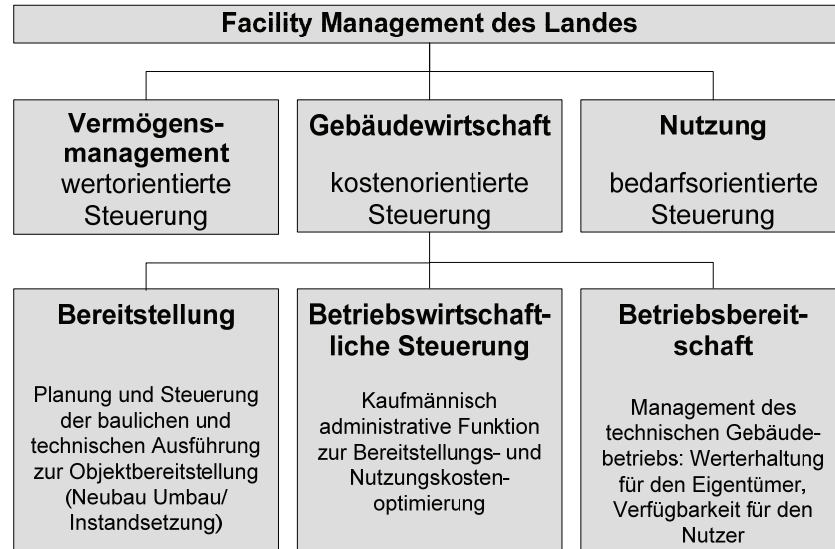 Facility Management des Landes
Vermögens-
management
wertorientierte
Steuerung
Gebäudewirtschaft
kostenorientierte
Steuerung
Nutzung
bedarfsorientierte
Steuerung
Bereitstellung
Planung und Steuerung
der baulichen und
technischen Ausführung
zur Objektbereitstellung
(Neubau Umbau/
Instandsetzung)
Betriebswirtschaft-
liche Steuerung
Kaufmännisch
administrative Funktion
zur Bereitstellungs- und
Nutzungskosten-
optimierung
Betriebsbereit-
schaft
Management des
technischen Gebäude-
betriebs: Werterhaltung
für den Eigentümer,
Verfügbarkeit für den
Nutzer